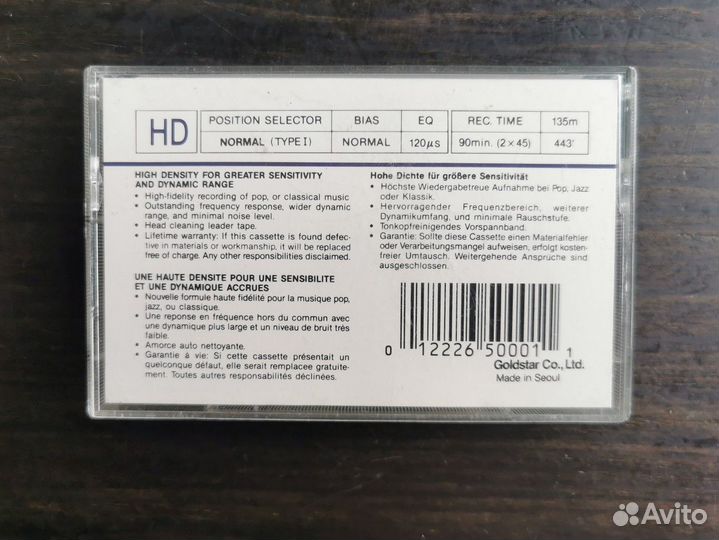 HD
POSITION SELECTOR BIAS EQ REC. TIME 135m
NORMAL (TYPE I) NORMAL 120µs 90min. (2×45) 443'
HIGH DENSITY FOR GREATER SENSITIVITY
AND DYNAMIC RANGE
• High-fidelity recording of pop, or classical music
• Outstanding frequency response, wider dynamic
range, and minimal noise level.
• Head cleaning leader tape.
• Lifetime warranty: If this cassette is found defec-
tive in materials or workmanship, it will be replaced
free of charge. Any other responsibilities disclaimed.
UNE HAUTE DENSITE POUR UNE SENSIBILITE
ET UNE DYNAMIQUE ACCRUES
• Nouvelle formule haute fidélité pour la musique pop,
jazz, ou classique.
• Une reponse en fréquence hors du commun avec
une dynamique plus large et un niveau de bruit trés
faible.
• Amorce auto nettoyante.
• Garantie à vie: Si cette cassette présentait un
quelconque défaut, elle serait remplacee gratuite-
ment. Toutes autres responsabilités déclinées.
Hohe Dichte für größere Sensitivität
• Höchste Wiedergabetreue Aufnahme bei Pop, Jazz
oder Klassik.
• Hervorragender Frequenzbereich, weiterer
Dynamikumfang, und minimale Rauschstufe.
• Tonkopfreinigendes Vorspannband.
• Garantie: Sollte diese Cassette einen Materialfehler
oder Verarbeitungsmangel aufweisen, erfolgt kosten-
freier Umtausch. Weitergehende Ansprüche sind
ausgeschlossen.
0 12226 50001 1
Goldstar Co., Ltd.
Made in Seoul
Avito